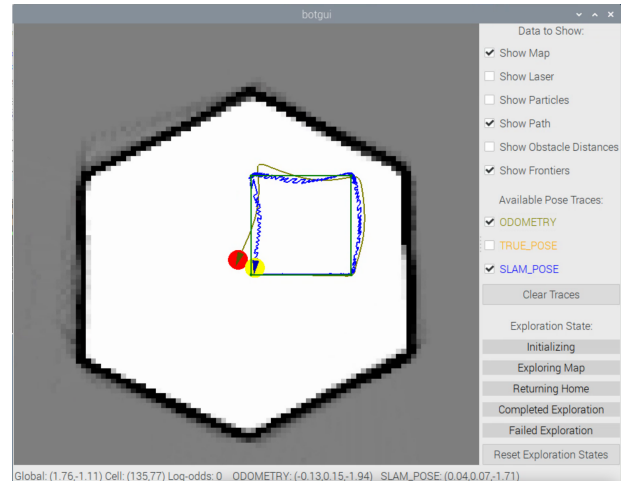 botgui
Data to Show:
Show Map
Show Laser
Show Particles
Show Path
Show Obstacle Distances
Show Frontiers
Available Pose Traces:
ODOMETRY
TRUE_POSE
SLAM_POSE
Clear Traces
Exploration State:
Initializing
Exploring Map
Returning Home
Completed Exploration
Failed Exploration
Reset Exploration States
Global: (1.76,-1.11) Cell: (135,77) Log-odds: 0 ODOMETRY: (-0.13,0.15,-1.94) SLAM_POSE: (0.04,0.07,-1.71)